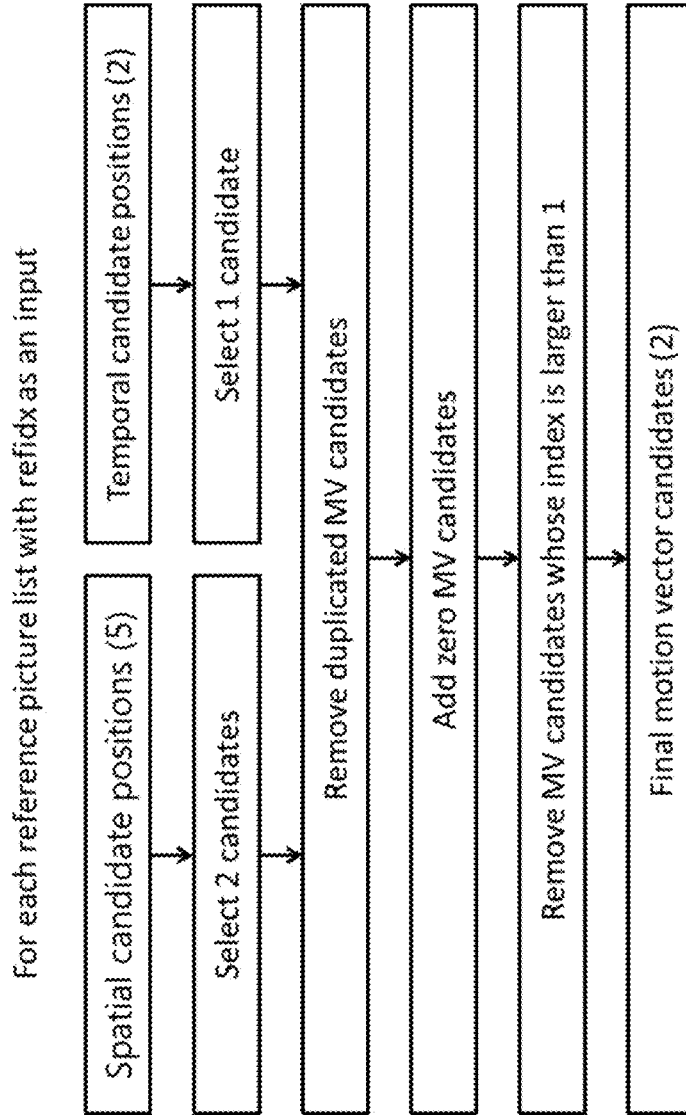 For each reference picture list with refidx as an input
Spatial candidate positions (5)
Temporal candidate positions (2)
Select 2 candidates
Select 1 candidate
Remove duplicated MV candidates
Add zero MV candidates
Remove MV candidates whose index is larger than 1
Final motion vector candidates (2)